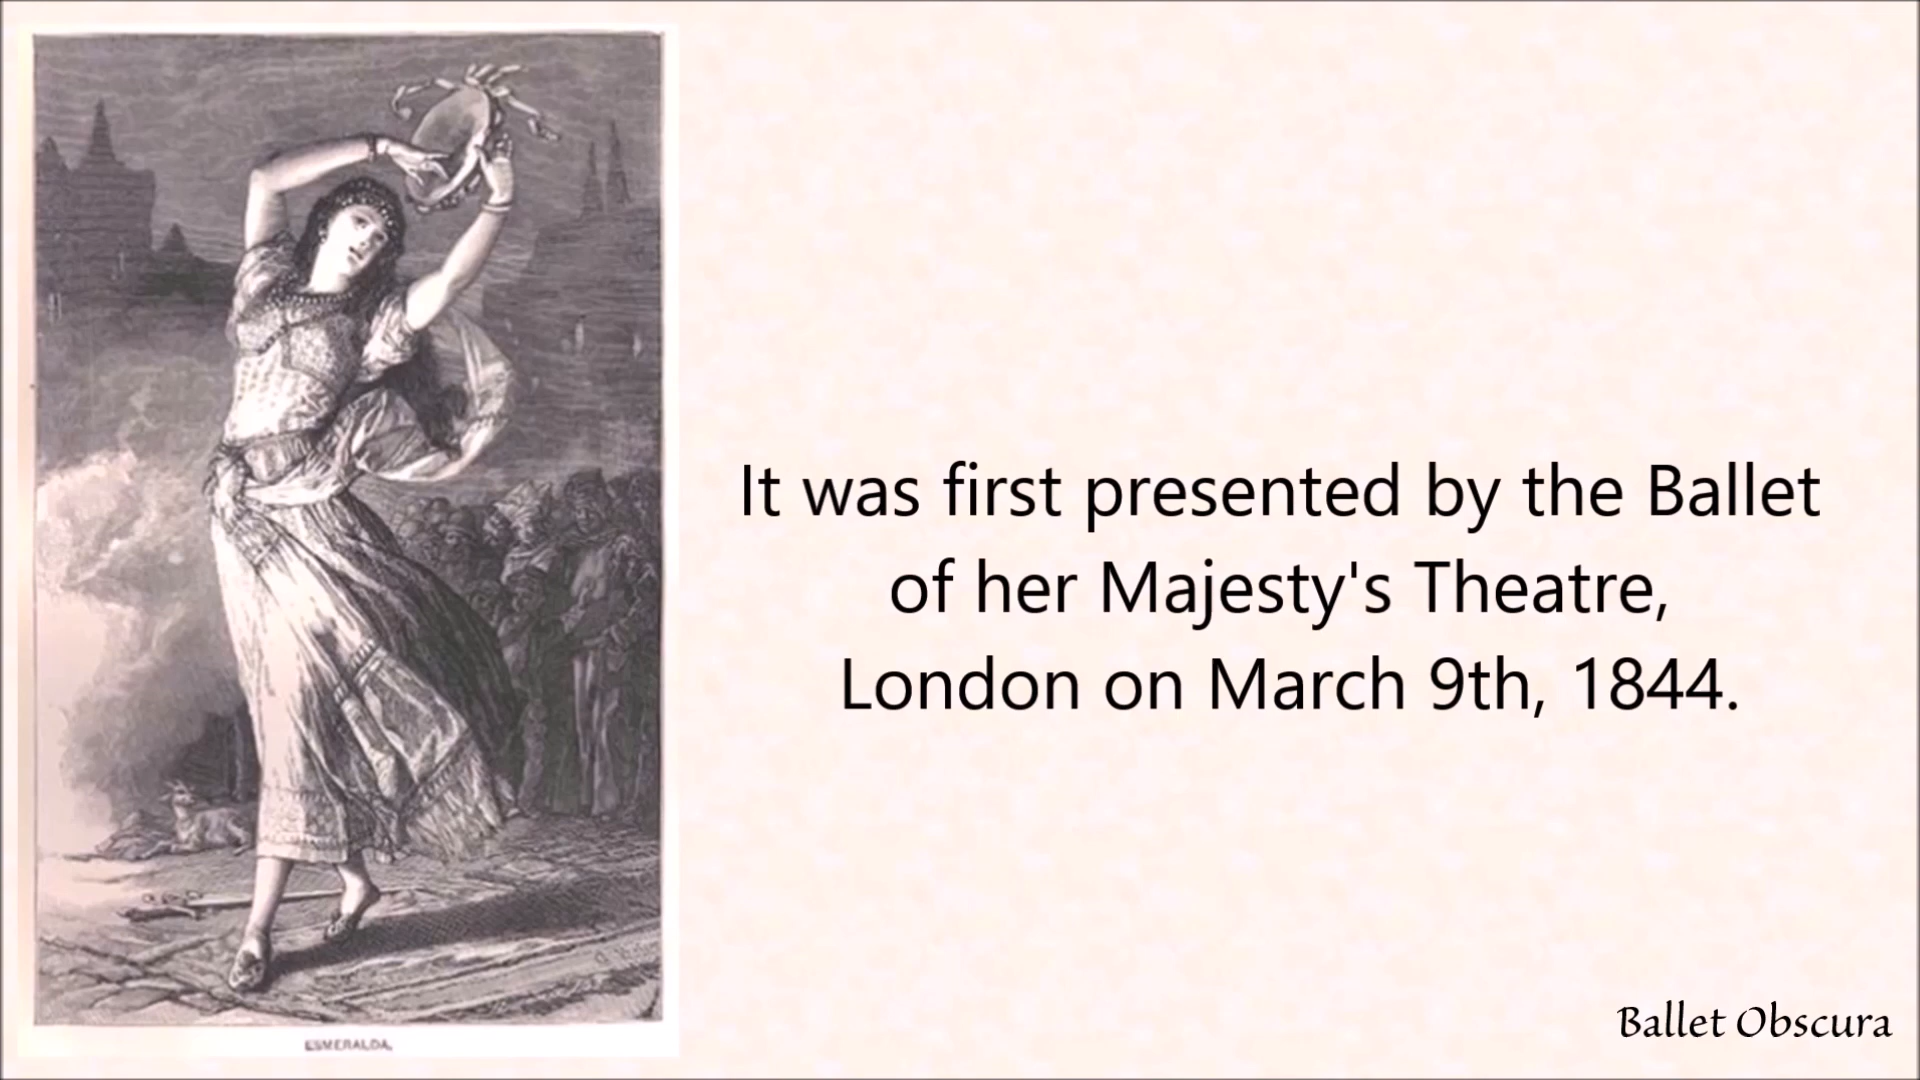 It was first presented by the Ballet
of her Majesty's Theatre,
London on March 9th, 1844.
ESMERALDA.
Ballet Obscura